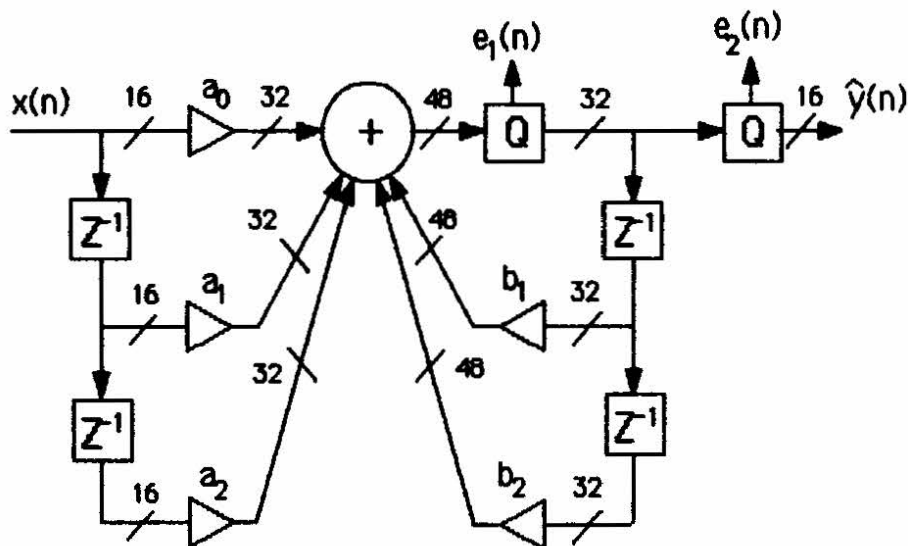 e₁(n) e₂(n)
x(n) 16 a₀ 32 + 48 Q 32 Q 16 ŷ(n)
Z⁻¹ 32 48 Z⁻¹
16 a₁ b₁ 32
32 48
Z⁻¹ Z⁻¹
16 a₂ b₂ 32